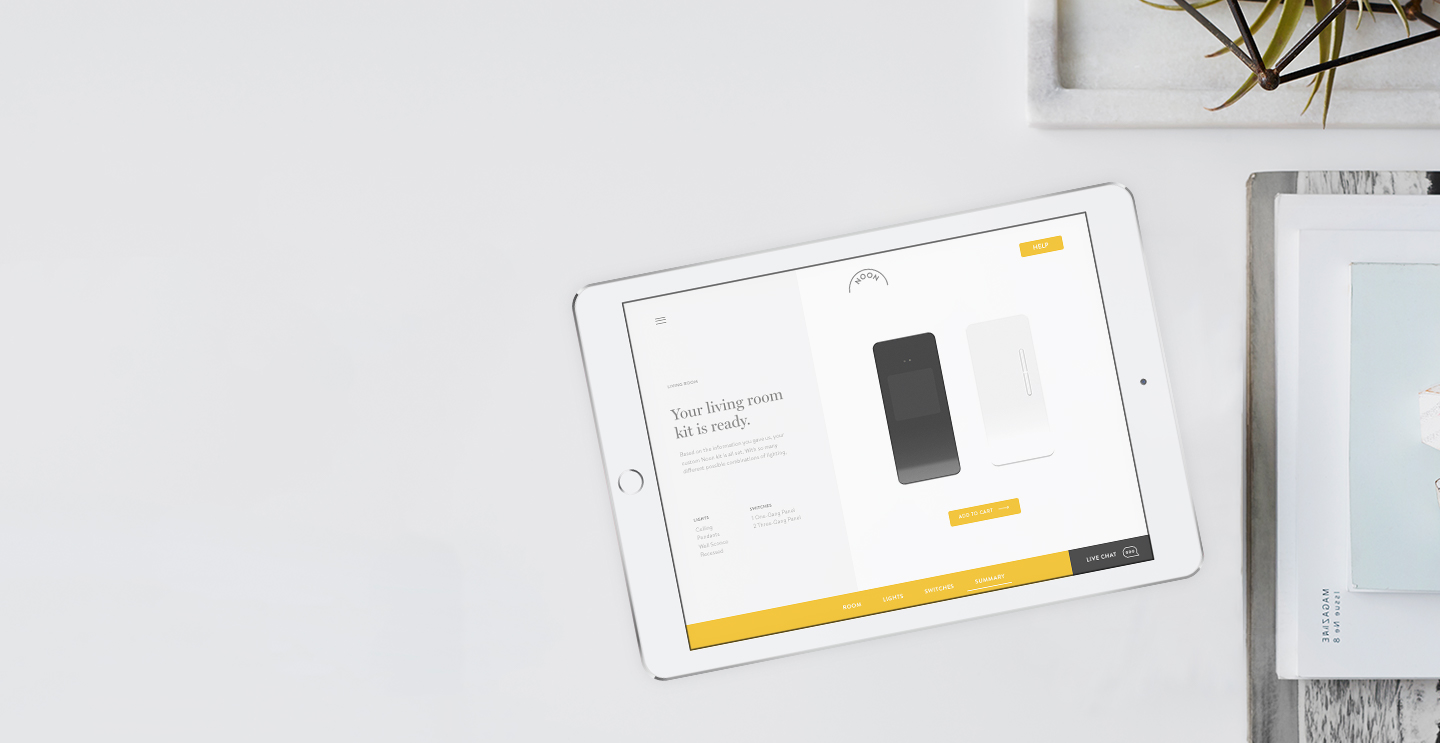 HELP
NOON
LIVING ROOM
Your living room
kit is ready.
Based on the information you gave us, your
custom Noon kit is all set. With so many
different possible combinations of lighting,
LIGHTS
Ceiling
Pendants
Wall Sconce
Recessed
SWITCHES
1 One-Gang Panel
2 Three-Gang Panel
ADD TO CART
ROOM
LIGHTS
SWITCHES
SUMMARY
LIVE CHAT
MAGAZINE
Issue № 8